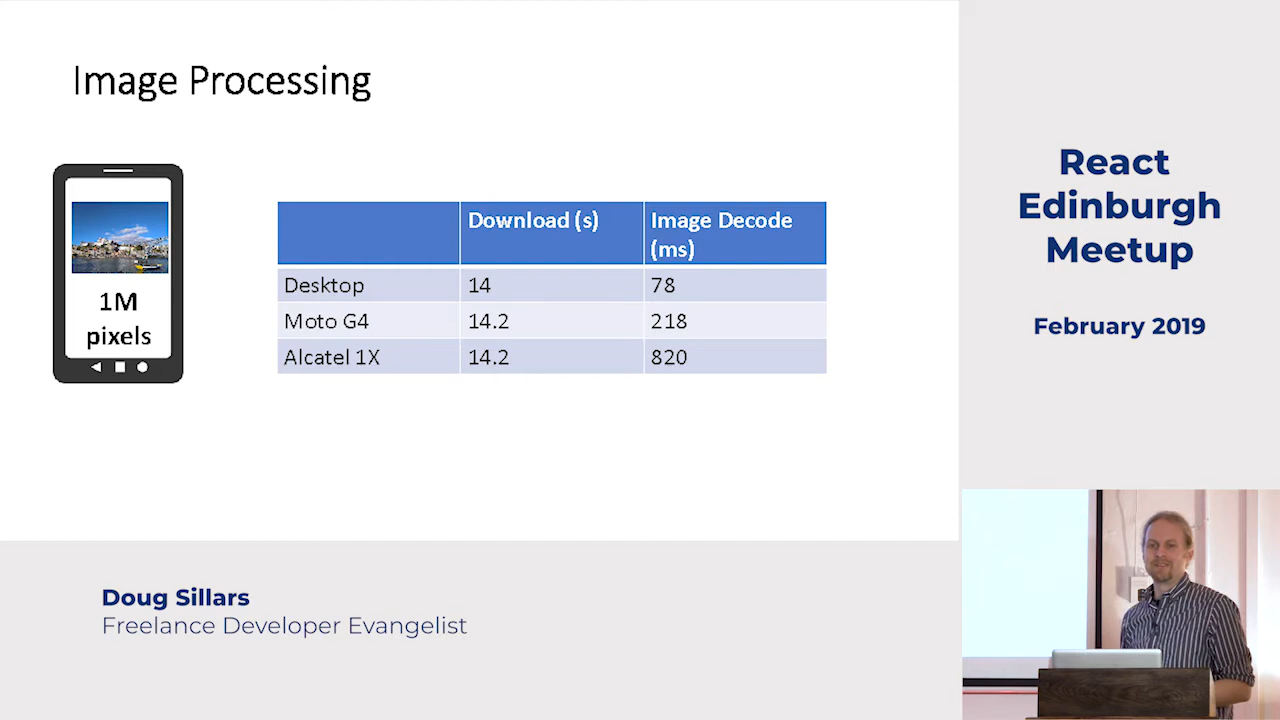 Image Processing
1M
pixels
Download (s) Image Decode (ms)
Desktop 14 78
Moto G4 14.2 218
Alcatel 1X 14.2 820
React
Edinburgh
Meetup
February 2019
Doug Sillars
Freelance Developer Evangelist